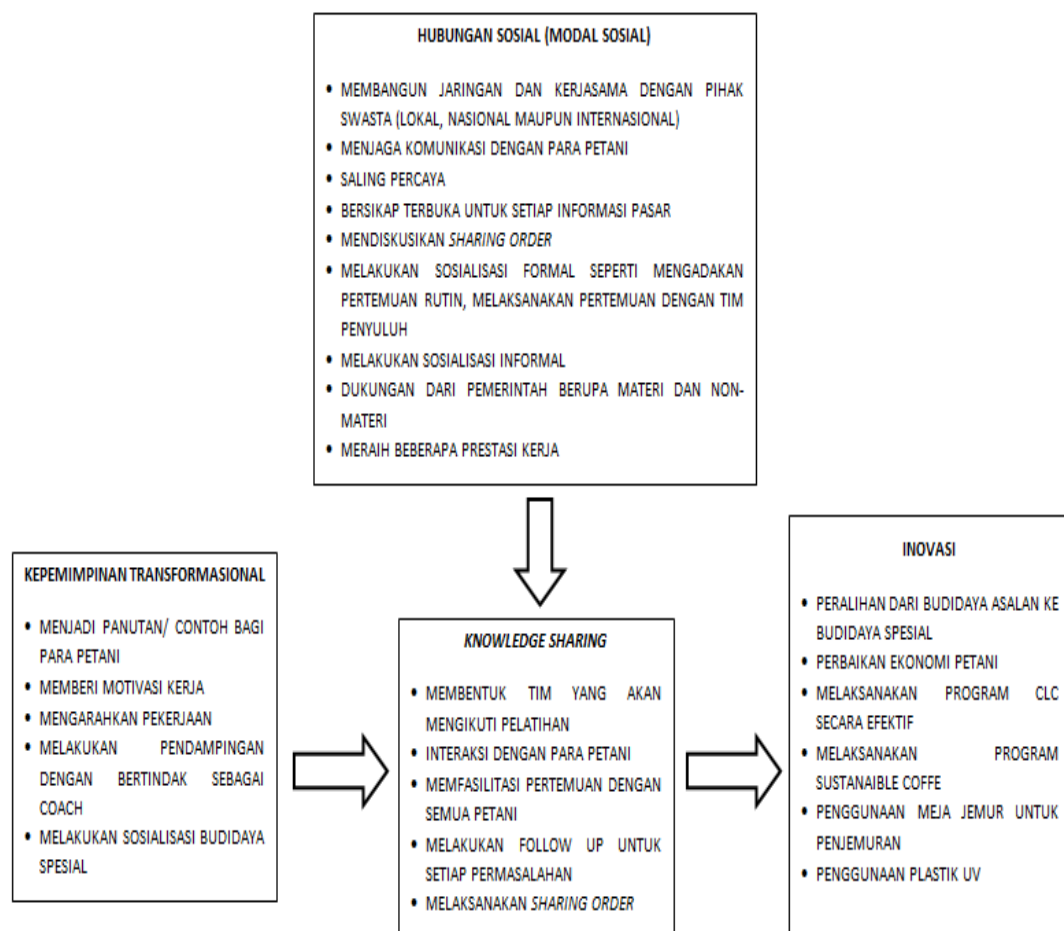 HUBUNGAN SOSIAL (MODAL SOSIAL)
• MEMBANGUN JARINGAN DAN KERJASAMA DENGAN PIHAK
SWASTA (LOKAL, NASIONAL MAUPUN INTERNASIONAL)
• MENJAGA KOMUNIKASI DENGAN PARA PETANI
• SALING PERCAYA
• BERSIKAP TERBUKA UNTUK SETIAP INFORMASI PASAR
• MENDISKUSIKAN SHARING ORDER
• MELAKUKAN SOSIALISASI FORMAL SEPERTI MENGADAKAN
PERTEMUAN RUTIN, MELAKSANAKAN PERTEMUAN DENGAN TIM
PENYULUH
• MELAKUKAN SOSIALISASI INFORMAL
• DUKUNGAN DARI PEMERINTAH BERUPA MATERI DAN NON-
MATERI
• MERAIH BEBERAPA PRESTASI KERJA
KEPEMIMPINAN TRANSFORMASIONAL
• MENJADI PANUTAN/ CONTOH BAGI
PARA PETANI
• MEMBERI MOTIVASI KERJA
• MENGARAHKAN PEKERJAAN
• MELAKUKAN PENDAMPINGAN
DENGAN BERTINDAK SEBAGAI
COACH
• MELAKUKAN SOSIALISASI BUDIDAYA
SPESIAL
KNOWLEDGE SHARING
• MEMBENTUK TIM YANG AKAN
MENGIKUTI PELATIHAN
• INTERAKSI DENGAN PARA PETANI
• MEMFASILITASI PERTEMUAN DENGAN
SEMUA PETANI
• MELAKUKAN FOLLOW UP UNTUK
SETIAP PERMASALAHAN
• MELAKSANAKAN SHARING ORDER
INOVASI
• PERALIHAN DARI BUDIDAYA ASALAN KE
BUDIDAYA SPESIAL
• PERBAIKAN EKONOMI PETANI
• MELAKSANAKAN PROGRAM CLC
SECARA EFEKTIF
• MELAKSANAKAN PROGRAM
SUSTANAIBLE COFFE
• PENGGUNAAN MEJA JEMUR UNTUK
PENJEMURAN
• PENGGUNAAN PLASTIK UV